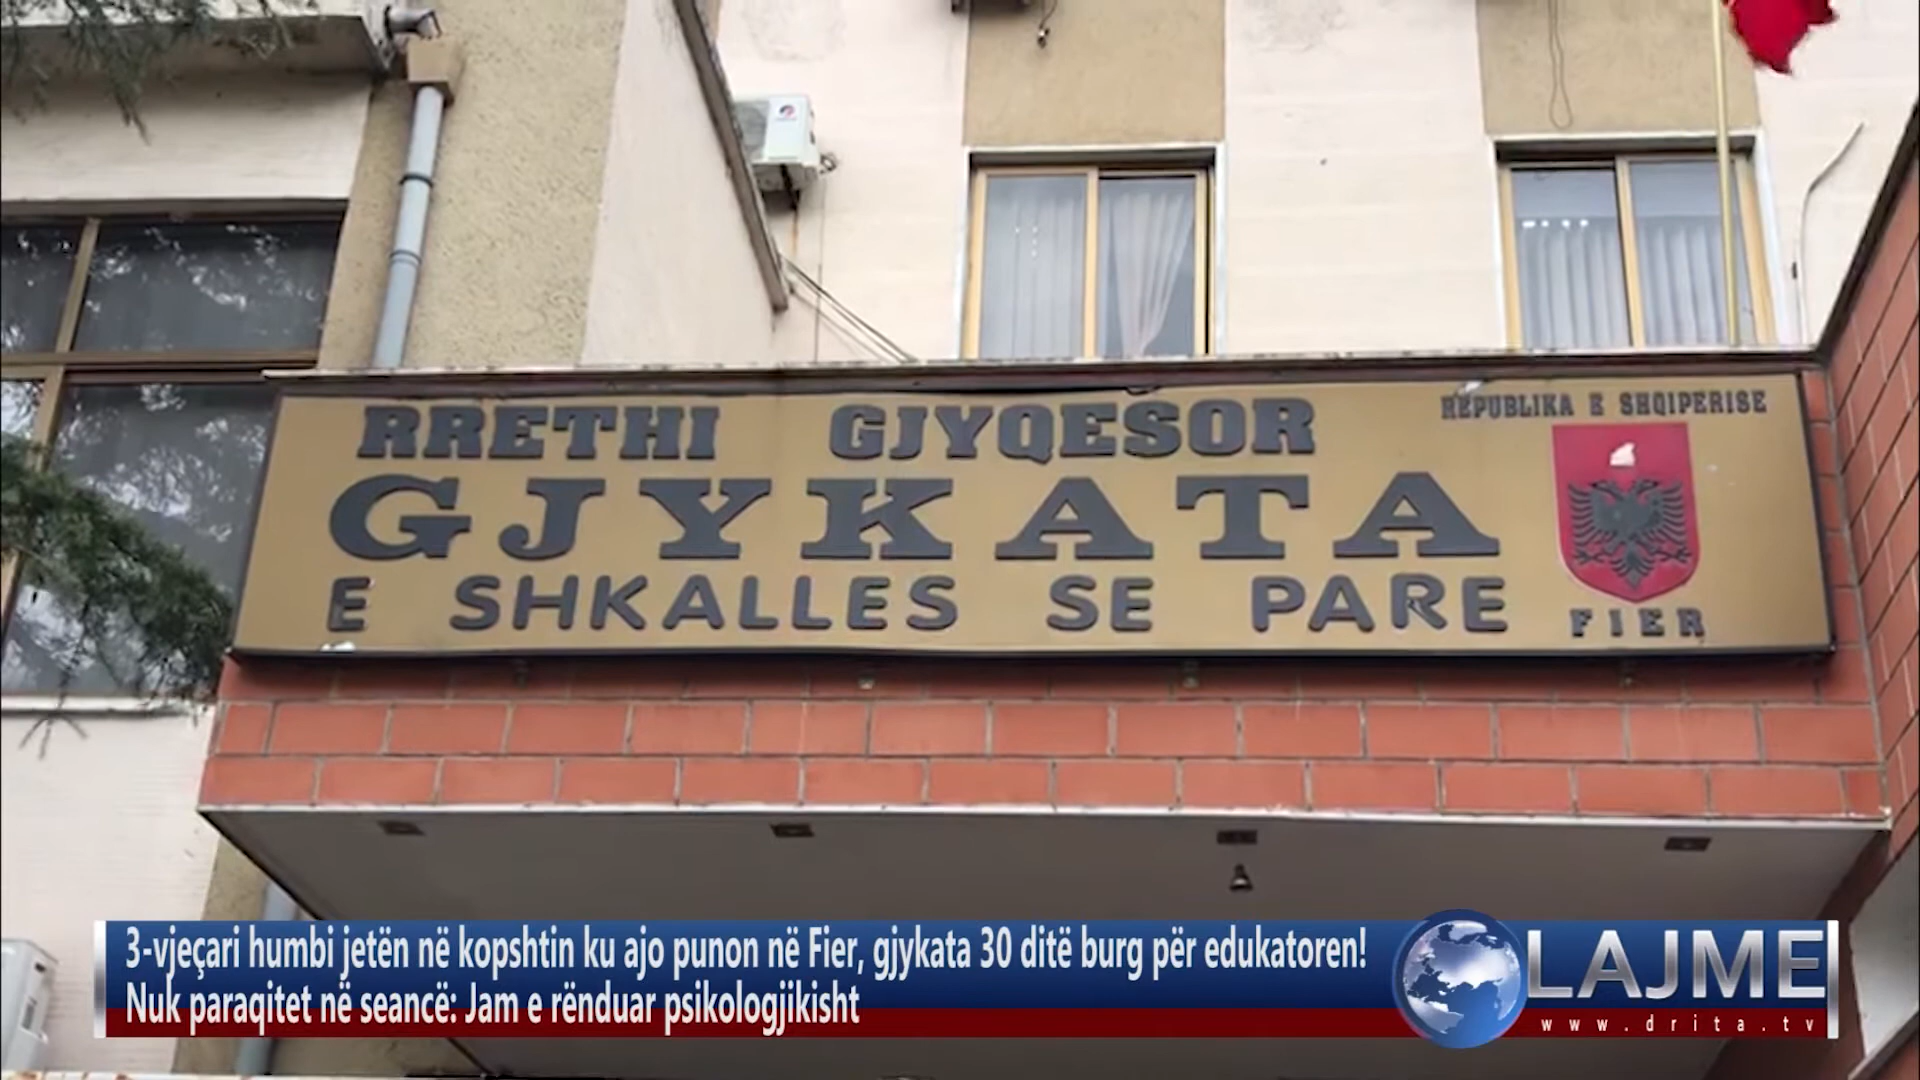 RRETHI GJYQESOR
GJYKATA
E SHKALLES SE PARE
REPUBLIKA E SHQIPERISE
FIER
3-vjeçari humbi jetën në kopshtin ku ajo punon në Fier, gjykata 30 ditë burg për edukatoren!
Nuk paraqitet në seancë: Jam e rënduar psikologjikisht
LAJME
www.drita.tv